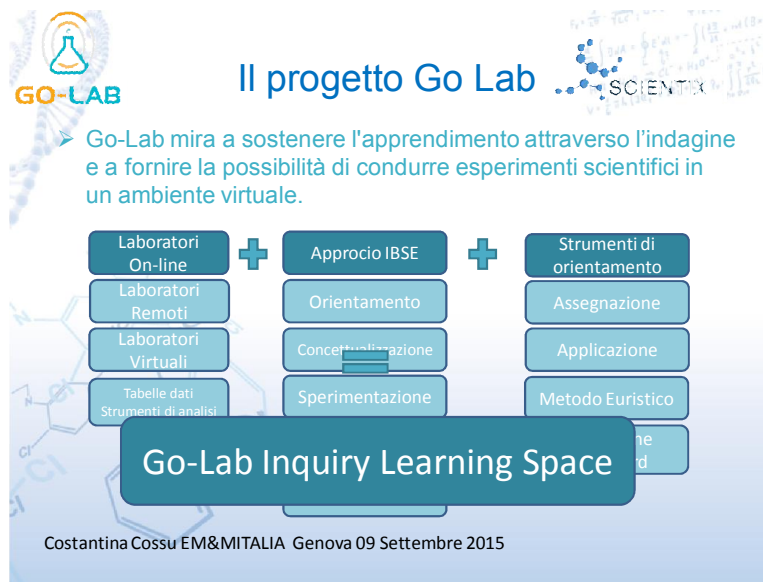 GO-LAB
Il progetto Go Lab
SCIENTIX
Go-Lab mira a sostenere l'apprendimento attraverso l’indagine
e a fornire la possibilità di condurre esperimenti scientifici in
un ambiente virtuale.
Laboratori
On-line
Approcio IBSE
Strumenti di
orientamento
Laboratori
Remoti
Orientamento
Assegnazione
Laboratori
Virtuali
Concettualizzazione
Applicazione
Tabelle dati
Strumenti di analisi
Sperimentazione
Metodo Euristico
Go-Lab Inquiry Learning Space
Costantina Cossu EM&MITALIA Genova 09 Settembre 2015